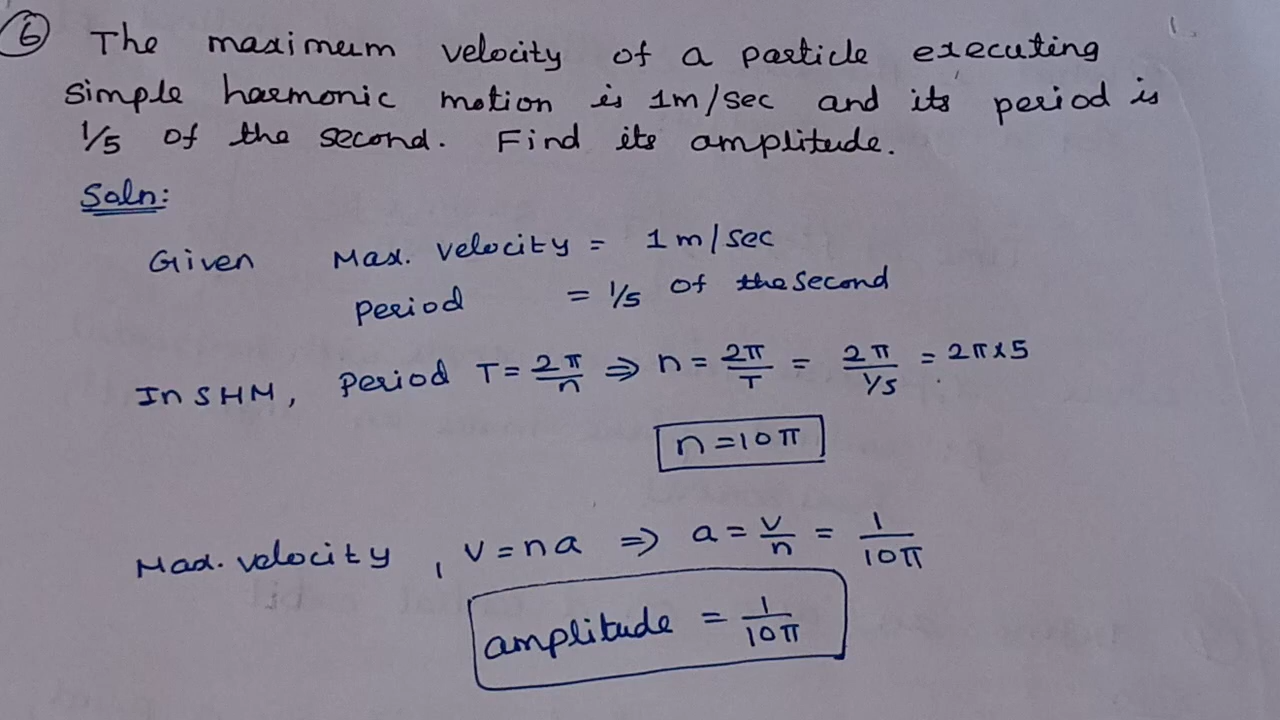 ⑥ The maximum velocity of a particle executing
simple harmonic motion is 1m/sec and its period is
1/5 of the second. Find its amplitude.
Soln:
Given Max. velocity = 1 m/sec
period = 1/5 of the second
In SHM, Period T = 2π/n ⇒ n = 2π/T = 2π/(1/5) = 2π×5
n = 10π
Max. velocity, v = na ⇒ a = v/n = 1/10π
amplitude = 1/10π